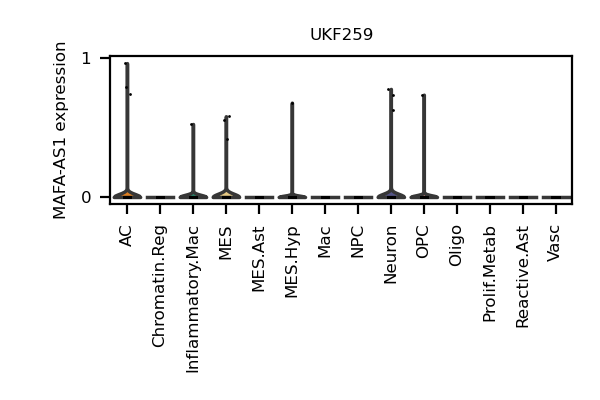 UKF259
MAFA-AS1 expression
1
0
AC
Chromatin.Reg
Inflammatory.Mac
MES
MES.Ast
MES.Hyp
Mac
NPC
Neuron
OPC
Oligo
Prolif.Metab
Reactive.Ast
Vasc